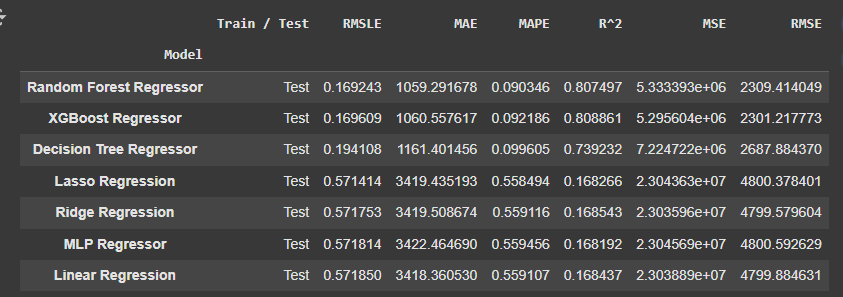 Train / Test RMSLE MAE MAPE R^2 MSE RMSE
Model
Random Forest Regressor Test 0.169243 1059.291678 0.090346 0.807497 5.333393e+06 2309.414049
XGBoost Regressor Test 0.169609 1060.557617 0.092186 0.808861 5.295604e+06 2301.217773
Decision Tree Regressor Test 0.194108 1161.401456 0.099605 0.739232 7.224722e+06 2687.884370
Lasso Regression Test 0.571414 3419.435193 0.558494 0.168266 2.304363e+07 4800.378401
Ridge Regression Test 0.571753 3419.508674 0.559116 0.168543 2.303596e+07 4799.579604
MLP Regressor Test 0.571814 3422.464690 0.559456 0.168192 2.304569e+07 4800.592629
Linear Regression Test 0.571850 3418.360530 0.559107 0.168437 2.303889e+07 4799.884631